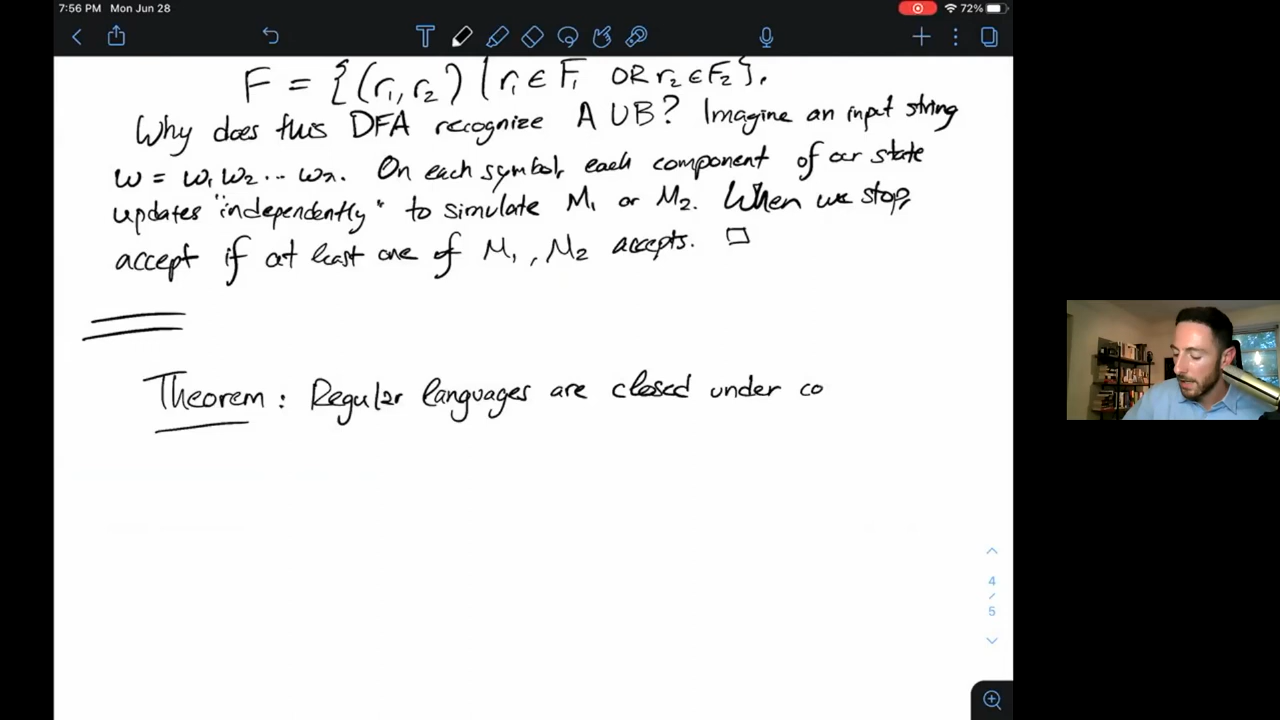 7:56 PM Mon Jun 28
72%
F = {(r₁, r₂) | r₁ ∈ F₁ OR r₂ ∈ F₂}.
Why does this DFA recognize A ∪ B? Imagine an input string
w = w₁ w₂ ... wₙ. On each symbol, each component of our state
updates "independently" to simulate M₁ or M₂. When we stop,
accept if at least one of M₁, M₂ accepts. □
Theorem: Regular languages are closed under co
4
/
5